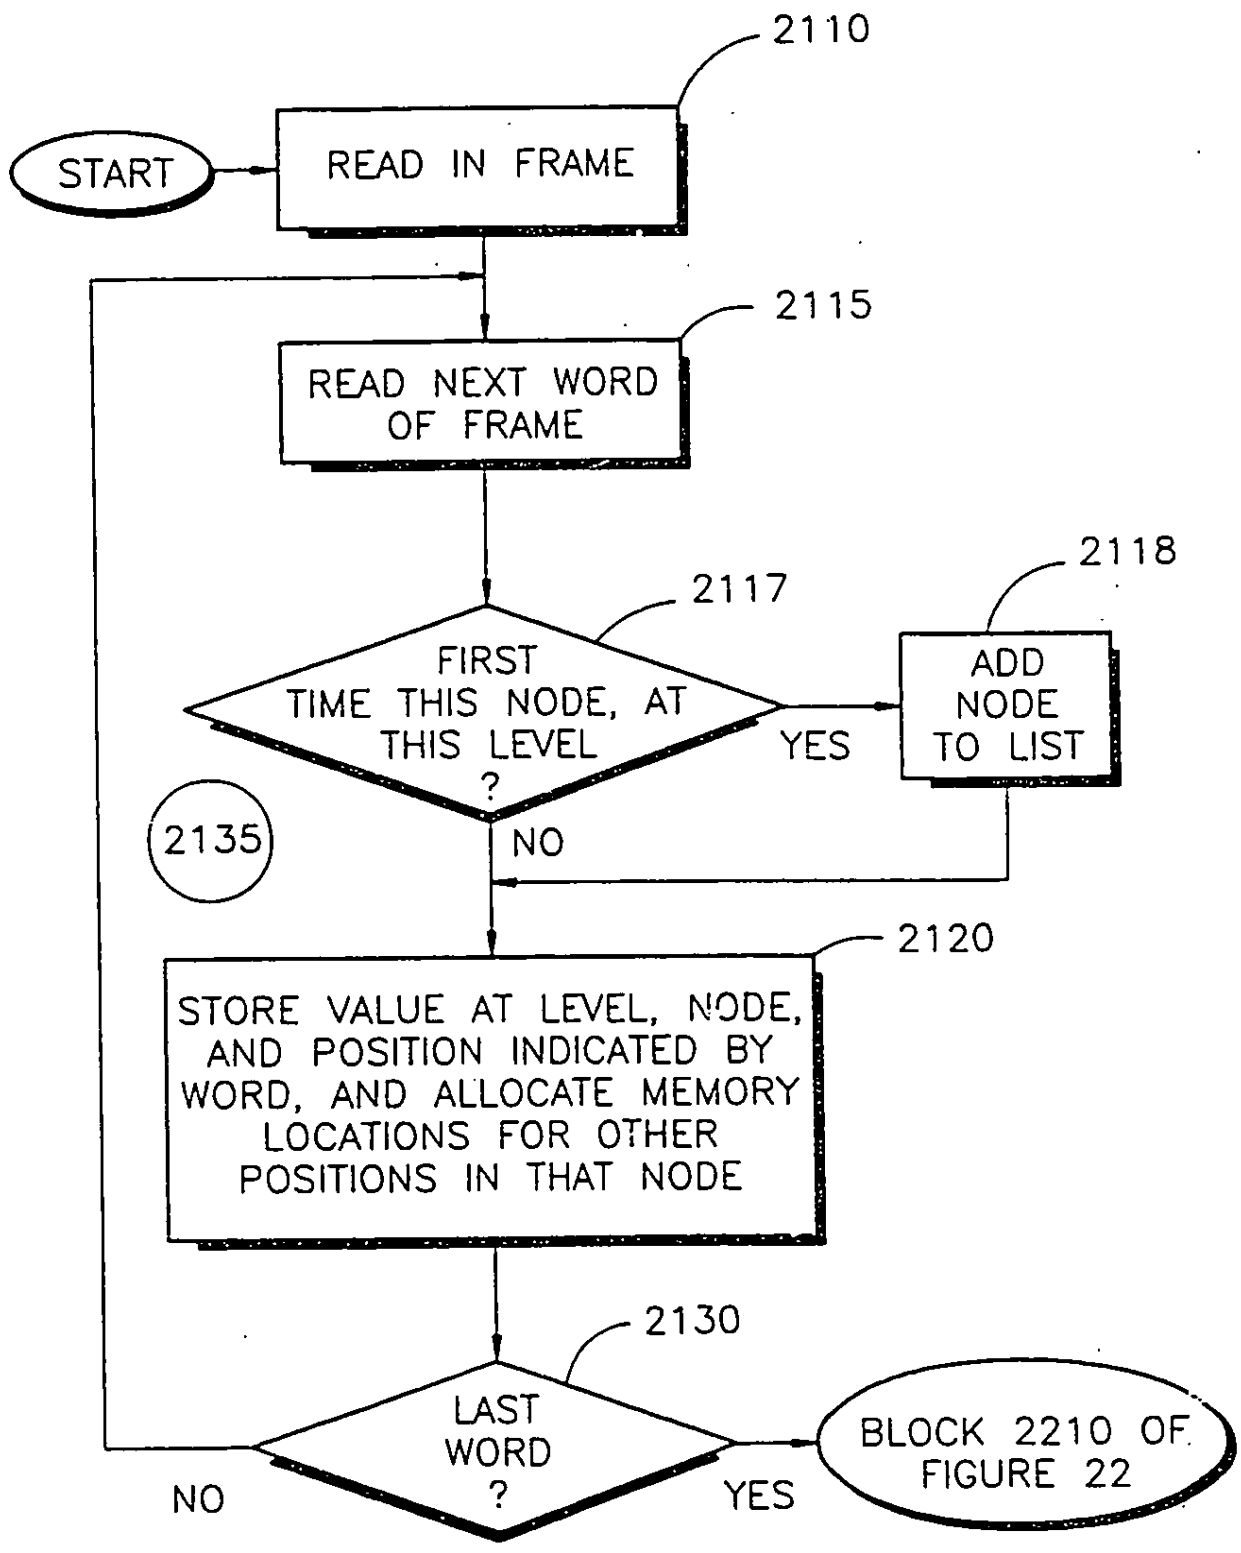 2110
START
READ IN FRAME
2115
READ NEXT WORD
OF FRAME
2117
2118
FIRST
TIME THIS NODE, AT
THIS LEVEL
?
YES
ADD
NODE
TO LIST
2135
NO
2120
STORE VALUE AT LEVEL, NODE,
AND POSITION INDICATED BY
WORD, AND ALLOCATE MEMORY
LOCATIONS FOR OTHER
POSITIONS IN THAT NODE
2130
LAST
WORD
?
NO
YES
BLOCK 2210 OF
FIGURE 22